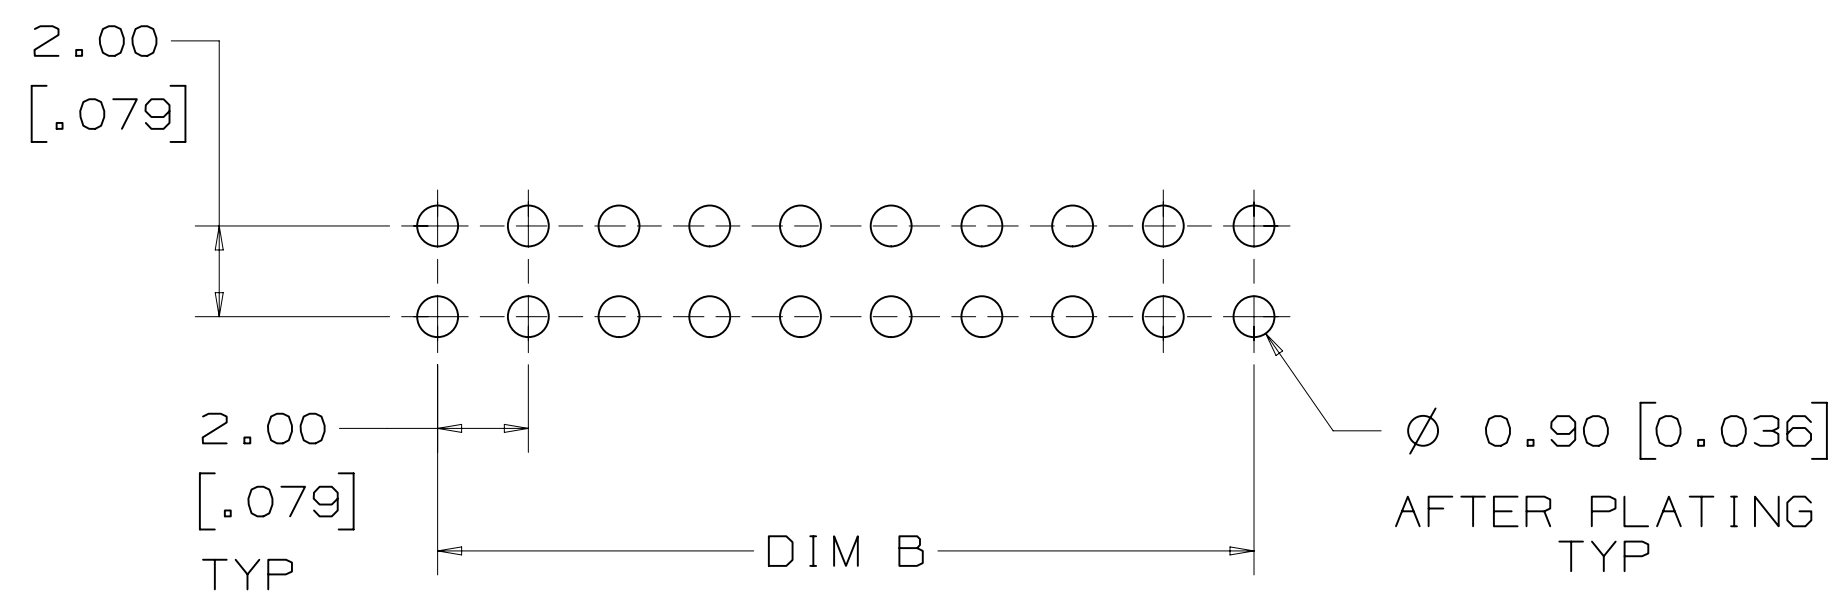 2.00
[.079]
2.00
[.079]
TYP
DIM B
Ø 0.90 [0.036]
AFTER PLATING
TYP